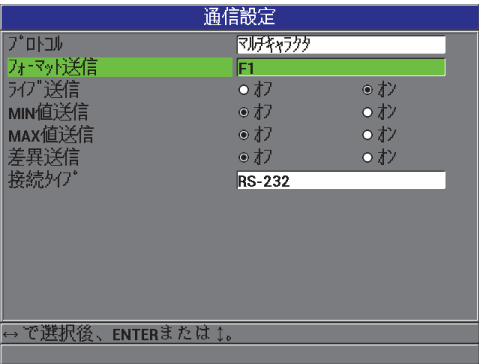 通信設定
プロトコル マルチキャラクタ
フォーマット送信 F1
ライブ送信 オフ オン
MIN値送信 オフ オン
MAX値送信 オフ オン
差異送信 オフ オン
接続タイプ RS-232
↔ で選択後、ENTERまたは ↕。